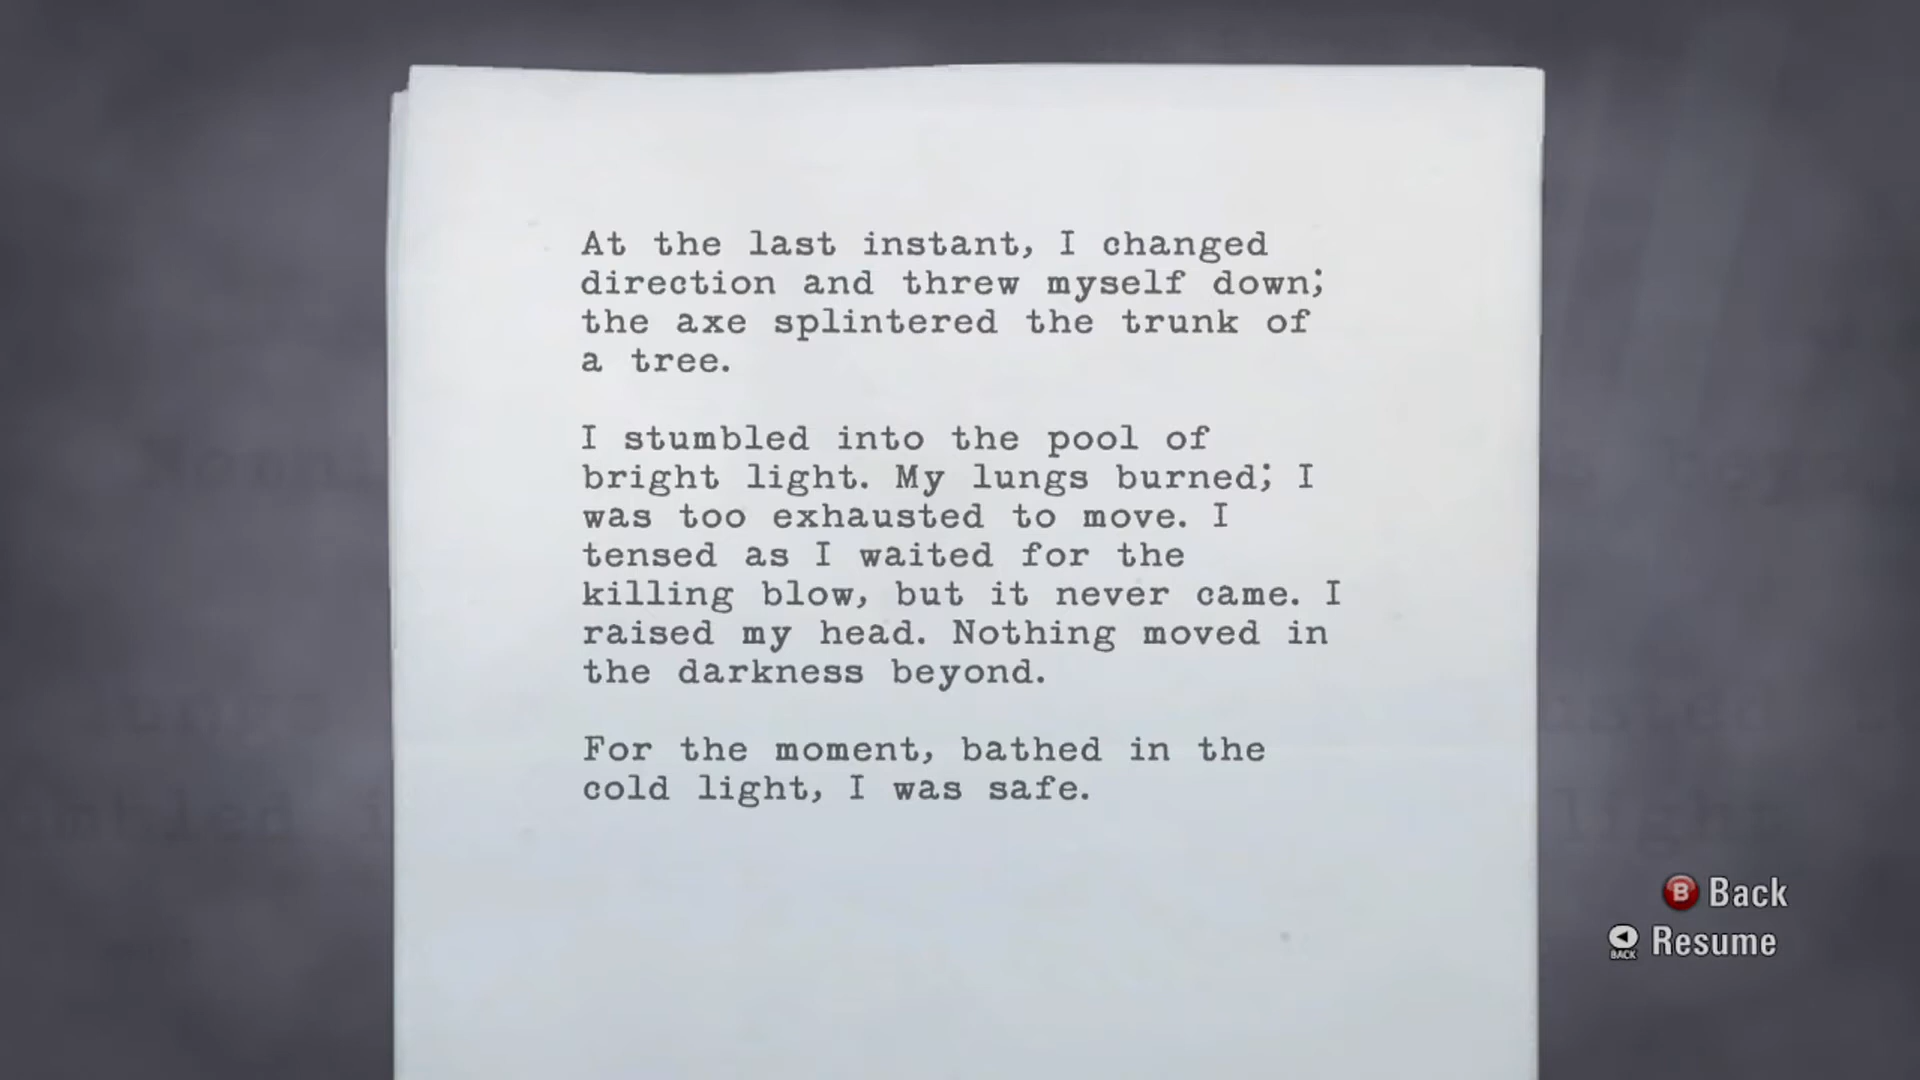 At the last instant, I changed
direction and threw myself down;
the axe splintered the trunk of
a tree.
I stumbled into the pool of
bright light. My lungs burned; I
was too exhausted to move. I
tensed as I waited for the
killing blow, but it never came. I
raised my head. Nothing moved in
the darkness beyond.
For the moment, bathed in the
cold light, I was safe.
B Back
BACK Resume